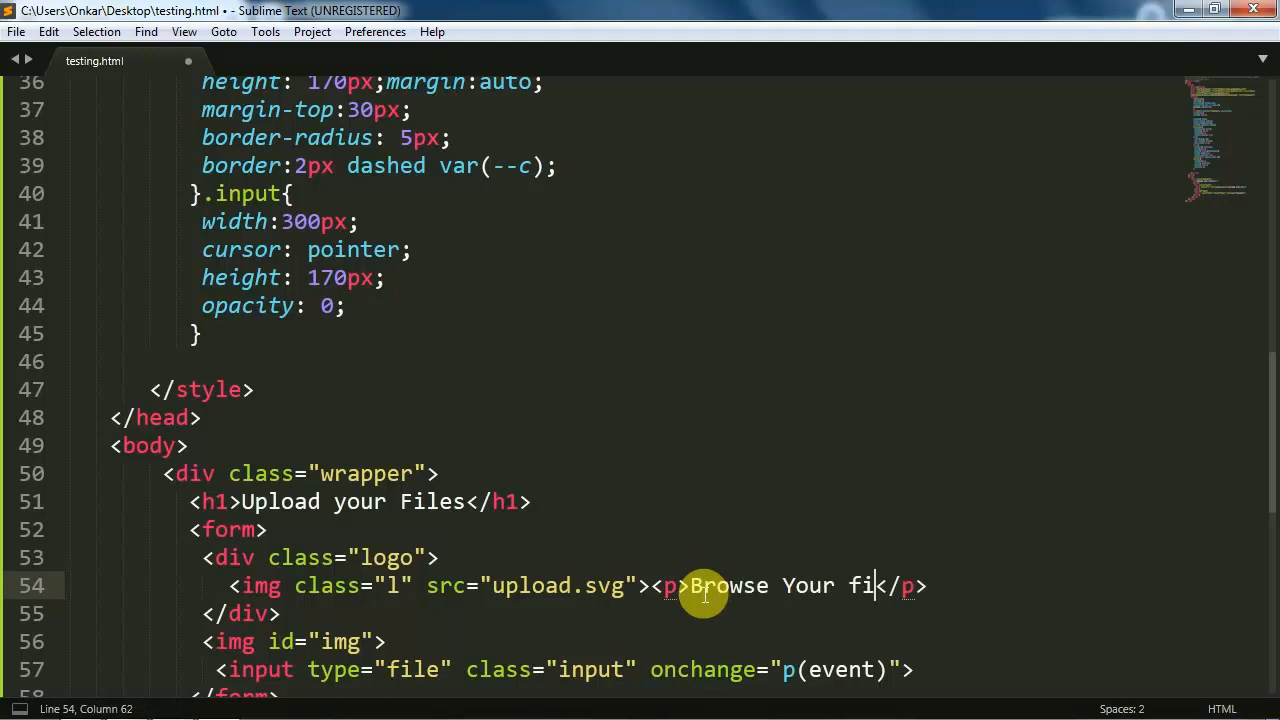 C:\Users\Onkar\Desktop\testing.html • - Sublime Text (UNREGISTERED)
File Edit Selection Find View Goto Tools Project Preferences Help
testing.html
36 height: 170px;margin:auto;
37 margin-top:30px;
38 border-radius: 5px;
39 border:2px dashed var(--c);
40 }.input{
41 width:300px;
42 cursor: pointer;
43 height: 170px;
44 opacity: 0;
45 }
46
47 </style>
48 </head>
49 <body>
50 <div class="wrapper">
51 <h1>Upload your Files</h1>
52 <form>
53 <div class="logo">
54 <img class="l" src="upload.svg"><p>Browse Your fi</p>
55 </div>
56 <img id="img">
57 <input type="file" class="input" onchange="p(event)">
58 </form>
Line 54, Column 62 Spaces: 2 HTML